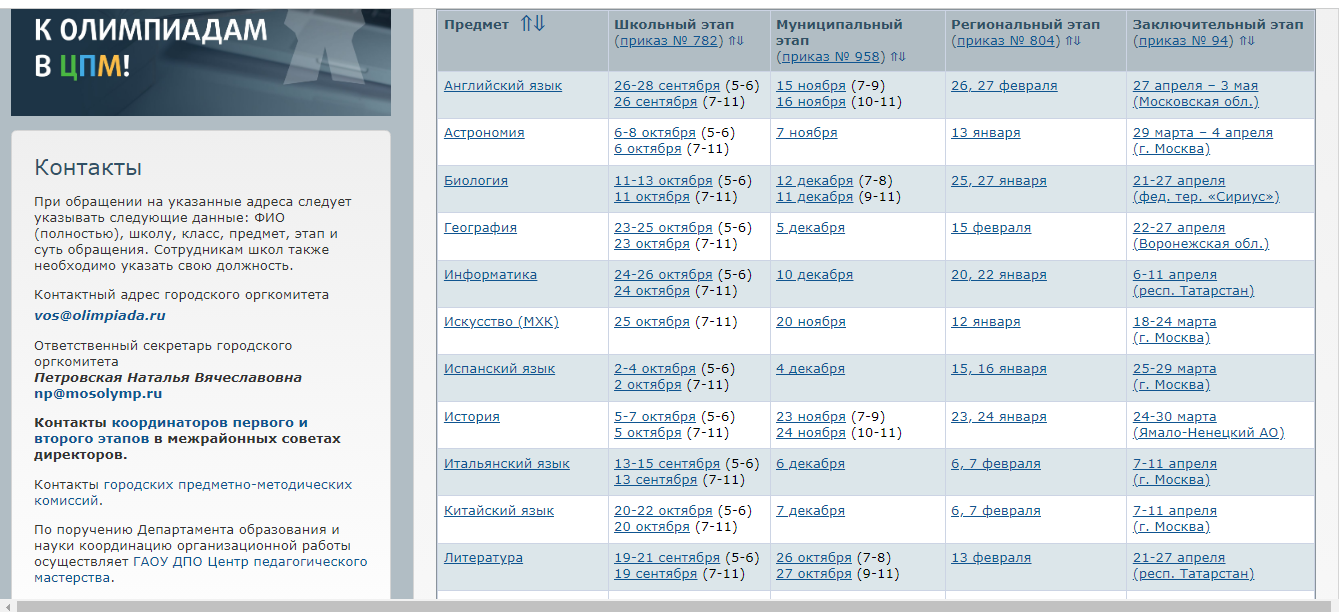 К ОЛИМПИАДАМ
В ЦПМ!
Контакты
При обращении на указанные адреса следует
указывать следующие данные: ФИО
(полностью), школу, класс, предмет, этап и
суть обращения. Сотрудникам школ также
необходимо указать свою должность.
Контактный адрес городского оргкомитета
vos@olimpiada.ru
Ответственный секретарь городского
оргкомитета
Петровская Наталья Вячеславовна
np@mosolymp.ru
Контакты координаторов первого и
второго этапов в межрайонных советах
директоров.
Контакты городских предметно-методических
комиссий.
По поручению Департамента образования и
науки координацию организационной работы
осуществляет ГАОУ ДПО Центр педагогического
мастерства.
Предмет ⇑⇓ Школьный этап Муниципальный Региональный этап Заключительный этап
(приказ № 782) ⇑⇓ этап (приказ № 804) ⇑⇓ (приказ № 94) ⇑⇓
(приказ № 958) ⇑⇓
Английский язык 26-28 сентября (5-6) 15 ноября (7-9) 26, 27 февраля 27 апреля – 3 мая
26 сентября (7-11) 16 ноября (10-11) (Московская обл.)
Астрономия 6-8 октября (5-6) 7 ноября 13 января 29 марта – 4 апреля
6 октября (7-11) (г. Москва)
Биология 11-13 октября (5-6) 12 декабря (7-8) 25, 27 января 21-27 апреля
11 октября (7-11) 11 декабря (9-11) (фед. тер. «Сириус»)
География 23-25 октября (5-6) 5 декабря 15 февраля 22-27 апреля
23 октября (7-11) (Воронежская обл.)
Информатика 24-26 октября (5-6) 10 декабря 20, 22 января 6-11 апреля
24 октября (7-11) (респ. Татарстан)
Искусство (МХК) 25 октября (7-11) 20 ноября 12 января 18-24 марта
(г. Москва)
Испанский язык 2-4 октября (5-6) 4 декабря 15, 16 января 25-29 марта
2 октября (7-11) (г. Москва)
История 5-7 октября (5-6) 23 ноября (7-9) 23, 24 января 24-30 марта
5 октября (7-11) 24 ноября (10-11) (Ямало-Ненецкий АО)
Итальянский язык 13-15 сентября (5-6) 6 декабря 6, 7 февраля 7-11 апреля
13 сентября (7-11) (г. Москва)
Китайский язык 20-22 октября (5-6) 7 декабря 6, 7 февраля 7-11 апреля
20 октября (7-11) (г. Москва)
Литература 19-21 сентября (5-6) 26 октября (7-8) 13 февраля 21-27 апреля
19 сентября (7-11) 27 октября (9-11) (респ. Татарстан)